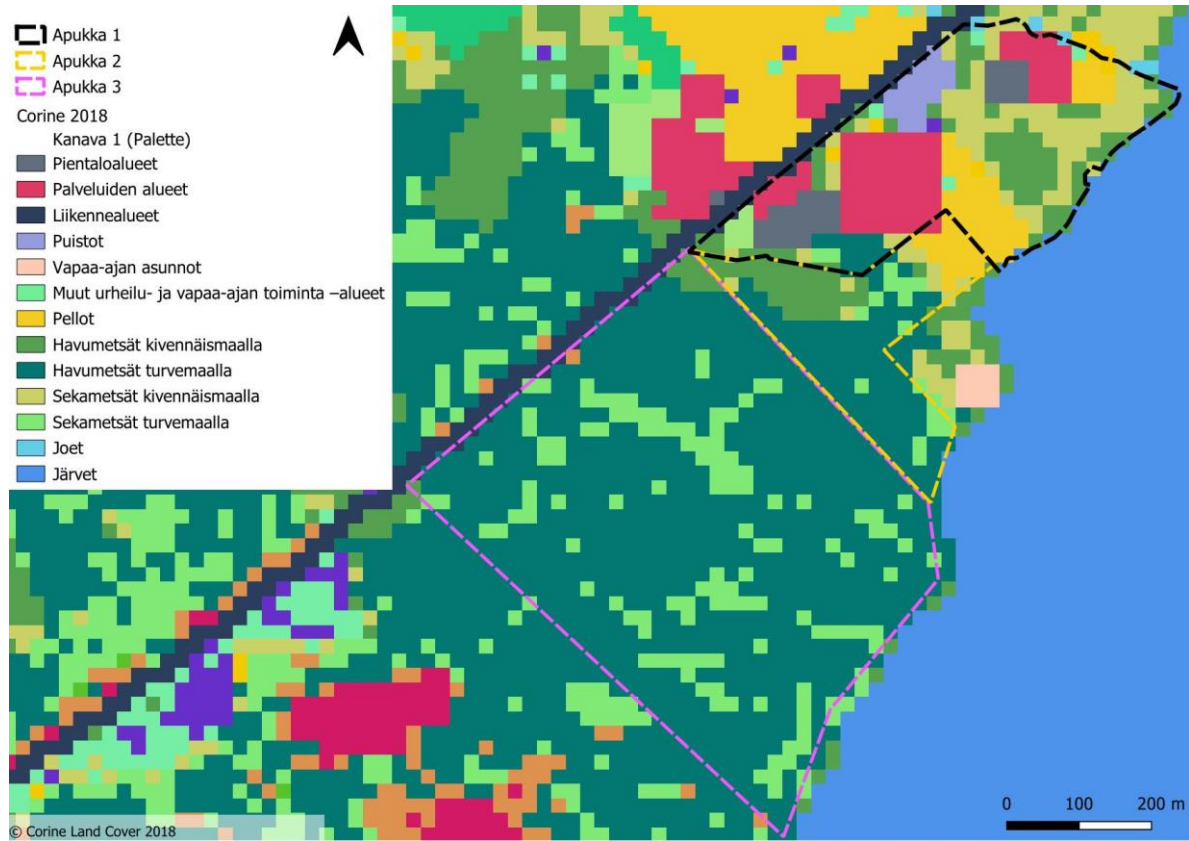 Apukka 1
Apukka 2
Apukka 3
Corine 2018
Kanava 1 (Palette)
Pientaloalueet
Palveluiden alueet
Liikennealueet
Puistot
Vapaa-ajan asunnot
Muut urheilu- ja vapaa-ajan toiminta –alueet
Pellot
Havumetsät kivennäismaalla
Havumetsät turvemaalla
Sekametsät kivennäismaalla
Sekametsät turvemaalla
Joet
Järvet
0 100 200 m
© Corine Land Cover 2018